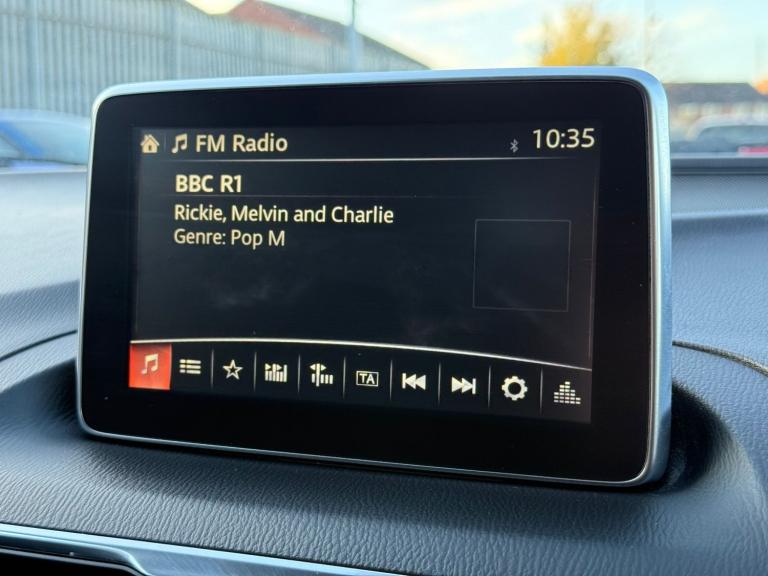 FM Radio 10:35
BBC R1
Rickie, Melvin and Charlie
Genre: Pop M
TA